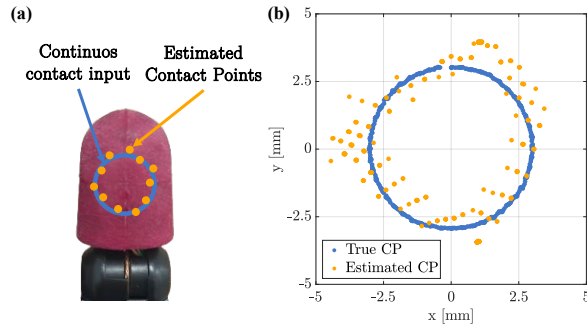 (a)
Continuos
contact input
Estimated
Contact Points
(b)
5
2.5
0
-2.5
-5
y [mm]
True CP
Estimated CP
-5
-2.5
0
2.5
5
x [mm]